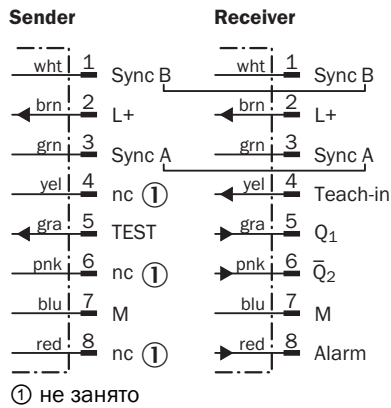 Sender Receiver
wht 1 Sync B wht 1 Sync B
brn 2 L+ brn 2 L+
grn 3 Sync A grn 3 Sync A
yel 4 nc ① yel 4 Teach-in
gra 5 TEST gra 5 Q₁
pnk 6 nc ① pnk 6 Q̅₂
blu 7 M blu 7 M
red 8 nc ① red 8 Alarm
① не занято